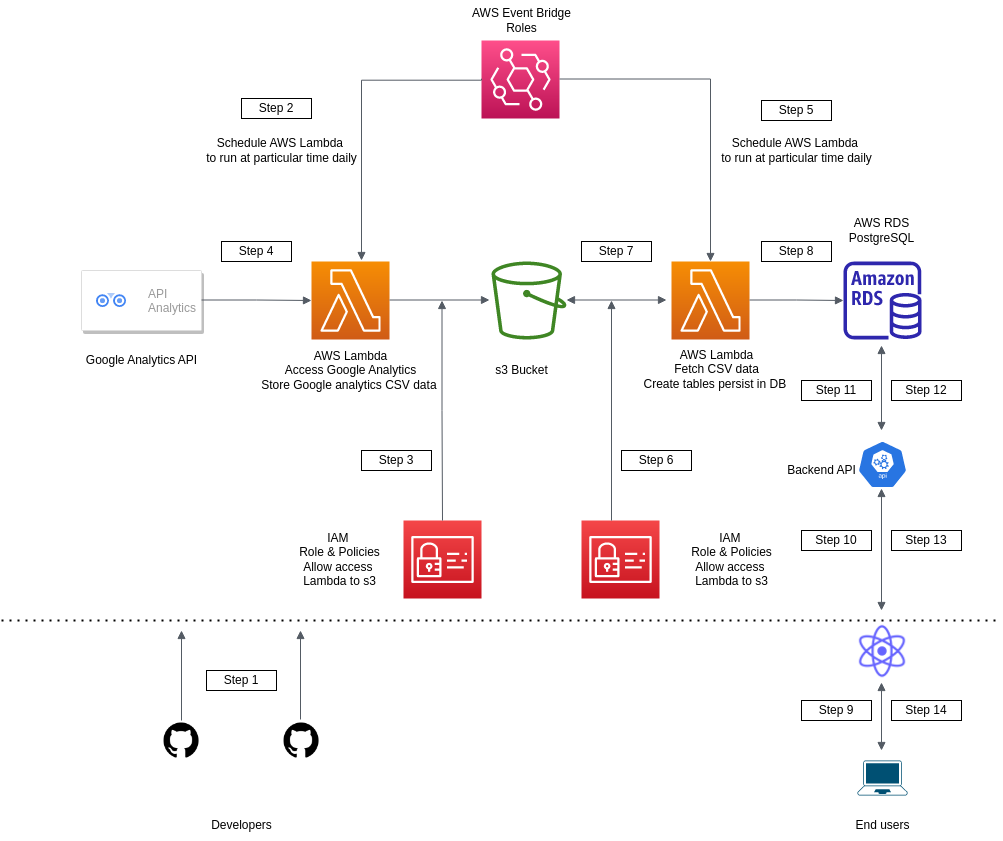 AWS Event Bridge
Roles
Step 2
Step 5
Schedule AWS Lambda
to run at particular time daily
Schedule AWS Lambda
to run at particular time daily
AWS RDS
PostgreSQL
Step 4
Step 7
Step 8
API
Analytics
Amazon
RDS
Google Analytics API
AWS Lambda
Access Google Analytics
Store Google analytics CSV data
s3 Bucket
AWS Lambda
Fetch CSV data
Create tables persist in DB
Step 11
Step 12
Step 3
Step 6
Backend API
api
IAM
Role & Policies
Allow access
Lambda to s3
IAM
Role & Policies
Allow access
Lambda to s3
Step 10
Step 13
Step 1
Step 9
Step 14
Developers
End users